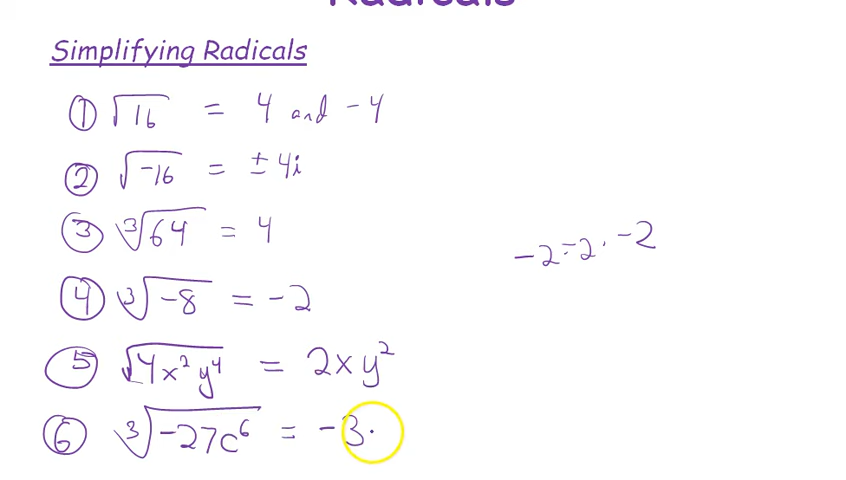 Radicals
Simplifying Radicals
① √16 = 4 and -4
② √-16 = ± 4i
③ ∛64 = 4
-2 -2 · -2
④ ∛-8 = -2
⑤ √4x²y⁴ = 2xy²
⑥ ∛-27c⁶ = -3·